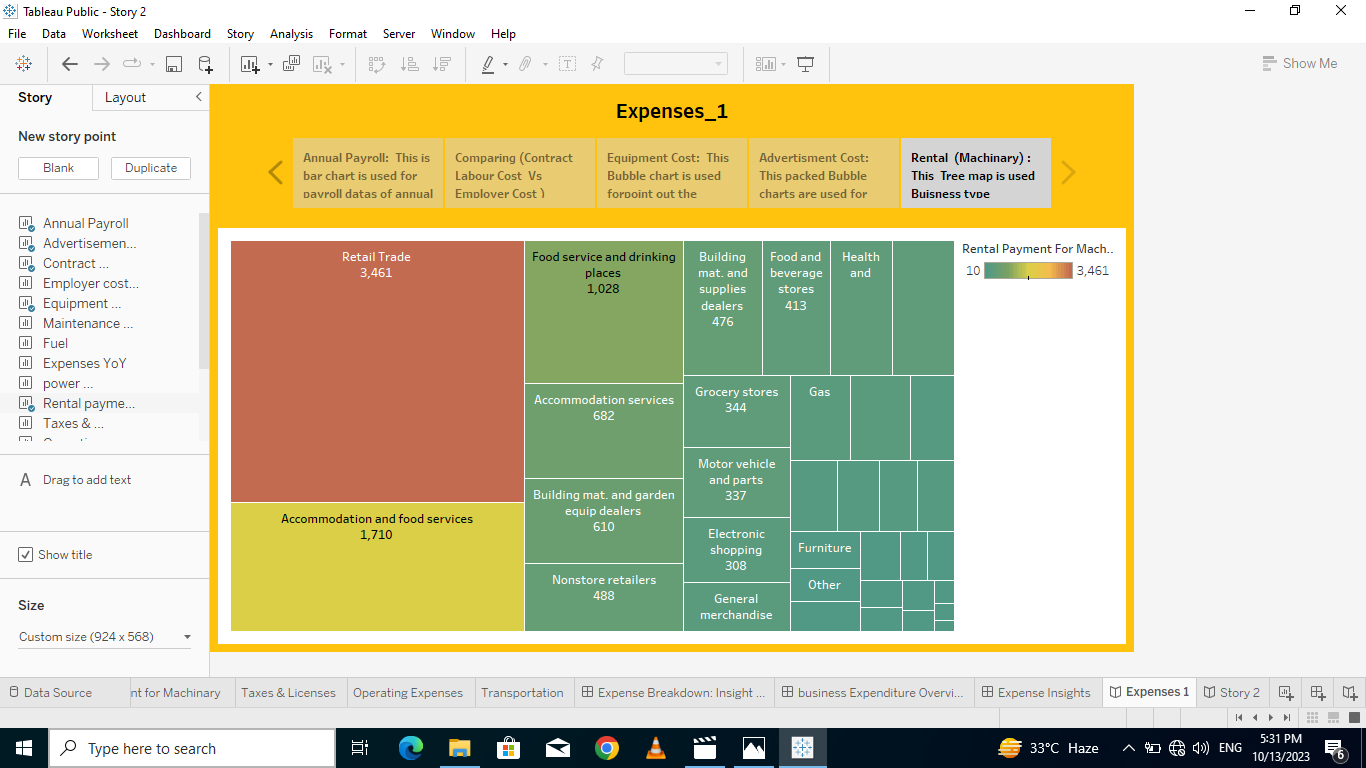 Tableau Public - Story 2
File Data Worksheet Dashboard Story Analysis Format Server Window Help
Show Me
Story Layout
New story point
Blank Duplicate
Annual Payroll
Advertisemen...
Contract ...
Employer cost...
Equipment ...
Maintenance ...
Fuel
Expenses YoY
power ...
Rental payme...
Taxes & ...
Drag to add text
Show title
Size
Custom size (924 x 568)
Expenses_1
Annual Payroll: This is
bar chart is used for
payroll datas of annual
Comparing (Contract
Labour Cost Vs
Employer Cost )
Equipment Cost: This
Bubble chart is used
forpoint out the
Advertisment Cost:
This packed Bubble
charts are used for
Rental (Machinary) :
This Tree map is used
Buisness type
Retail Trade
3,461
Accommodation and food services
1,710
Food service and drinking
places
1,028
Accommodation services
682
Building mat. and garden
equip dealers
610
Nonstore retailers
488
Building
mat. and
supplies
dealers
476
Food and
beverage
stores
413
Health
and
Grocery stores
344
Motor vehicle
and parts
337
Electronic
shopping
308
General
merchandise
Gas
Furniture
Other
Rental Payment For Mach..
10 3,461
Data Source
nt for Machinary
Taxes & Licenses
Operating Expenses
Transportation
Expense Breakdown: Insight ...
business Expenditure Overvi...
Expense Insights
Expenses 1
Story 2
Type here to search
33°C Haze
ENG
5:31 PM
10/13/2023
6